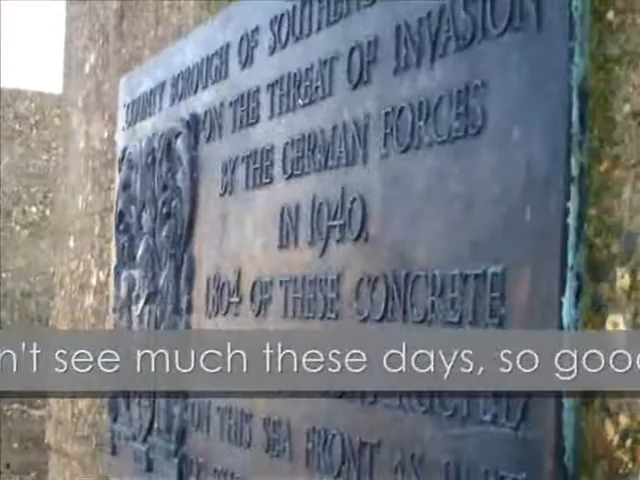 COUNTY BOROUGH OF SOUTHEND
ON THE THREAT OF INVASION
BY THE GERMAN FORCES
IN 1940.
1804 OF THESE CONCRETE
n't see much these days, so good
ON THIS SEA FRONT AS PART